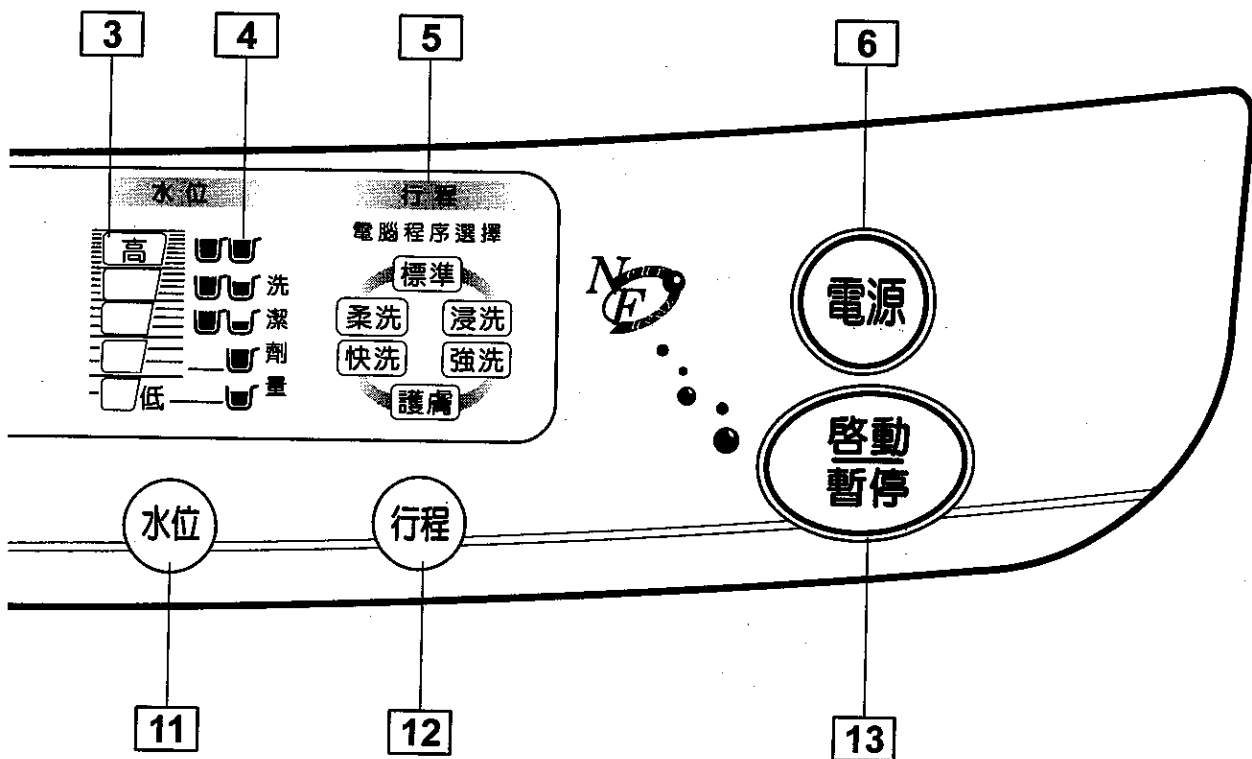 3
4
5
6
水位
行程
電腦程序選擇
高
低
洗
潔
劑
量
標準
柔洗
浸洗
快洗
強洗
護膚
NF
電源
啓動
暫停
水位
行程
11
12
13